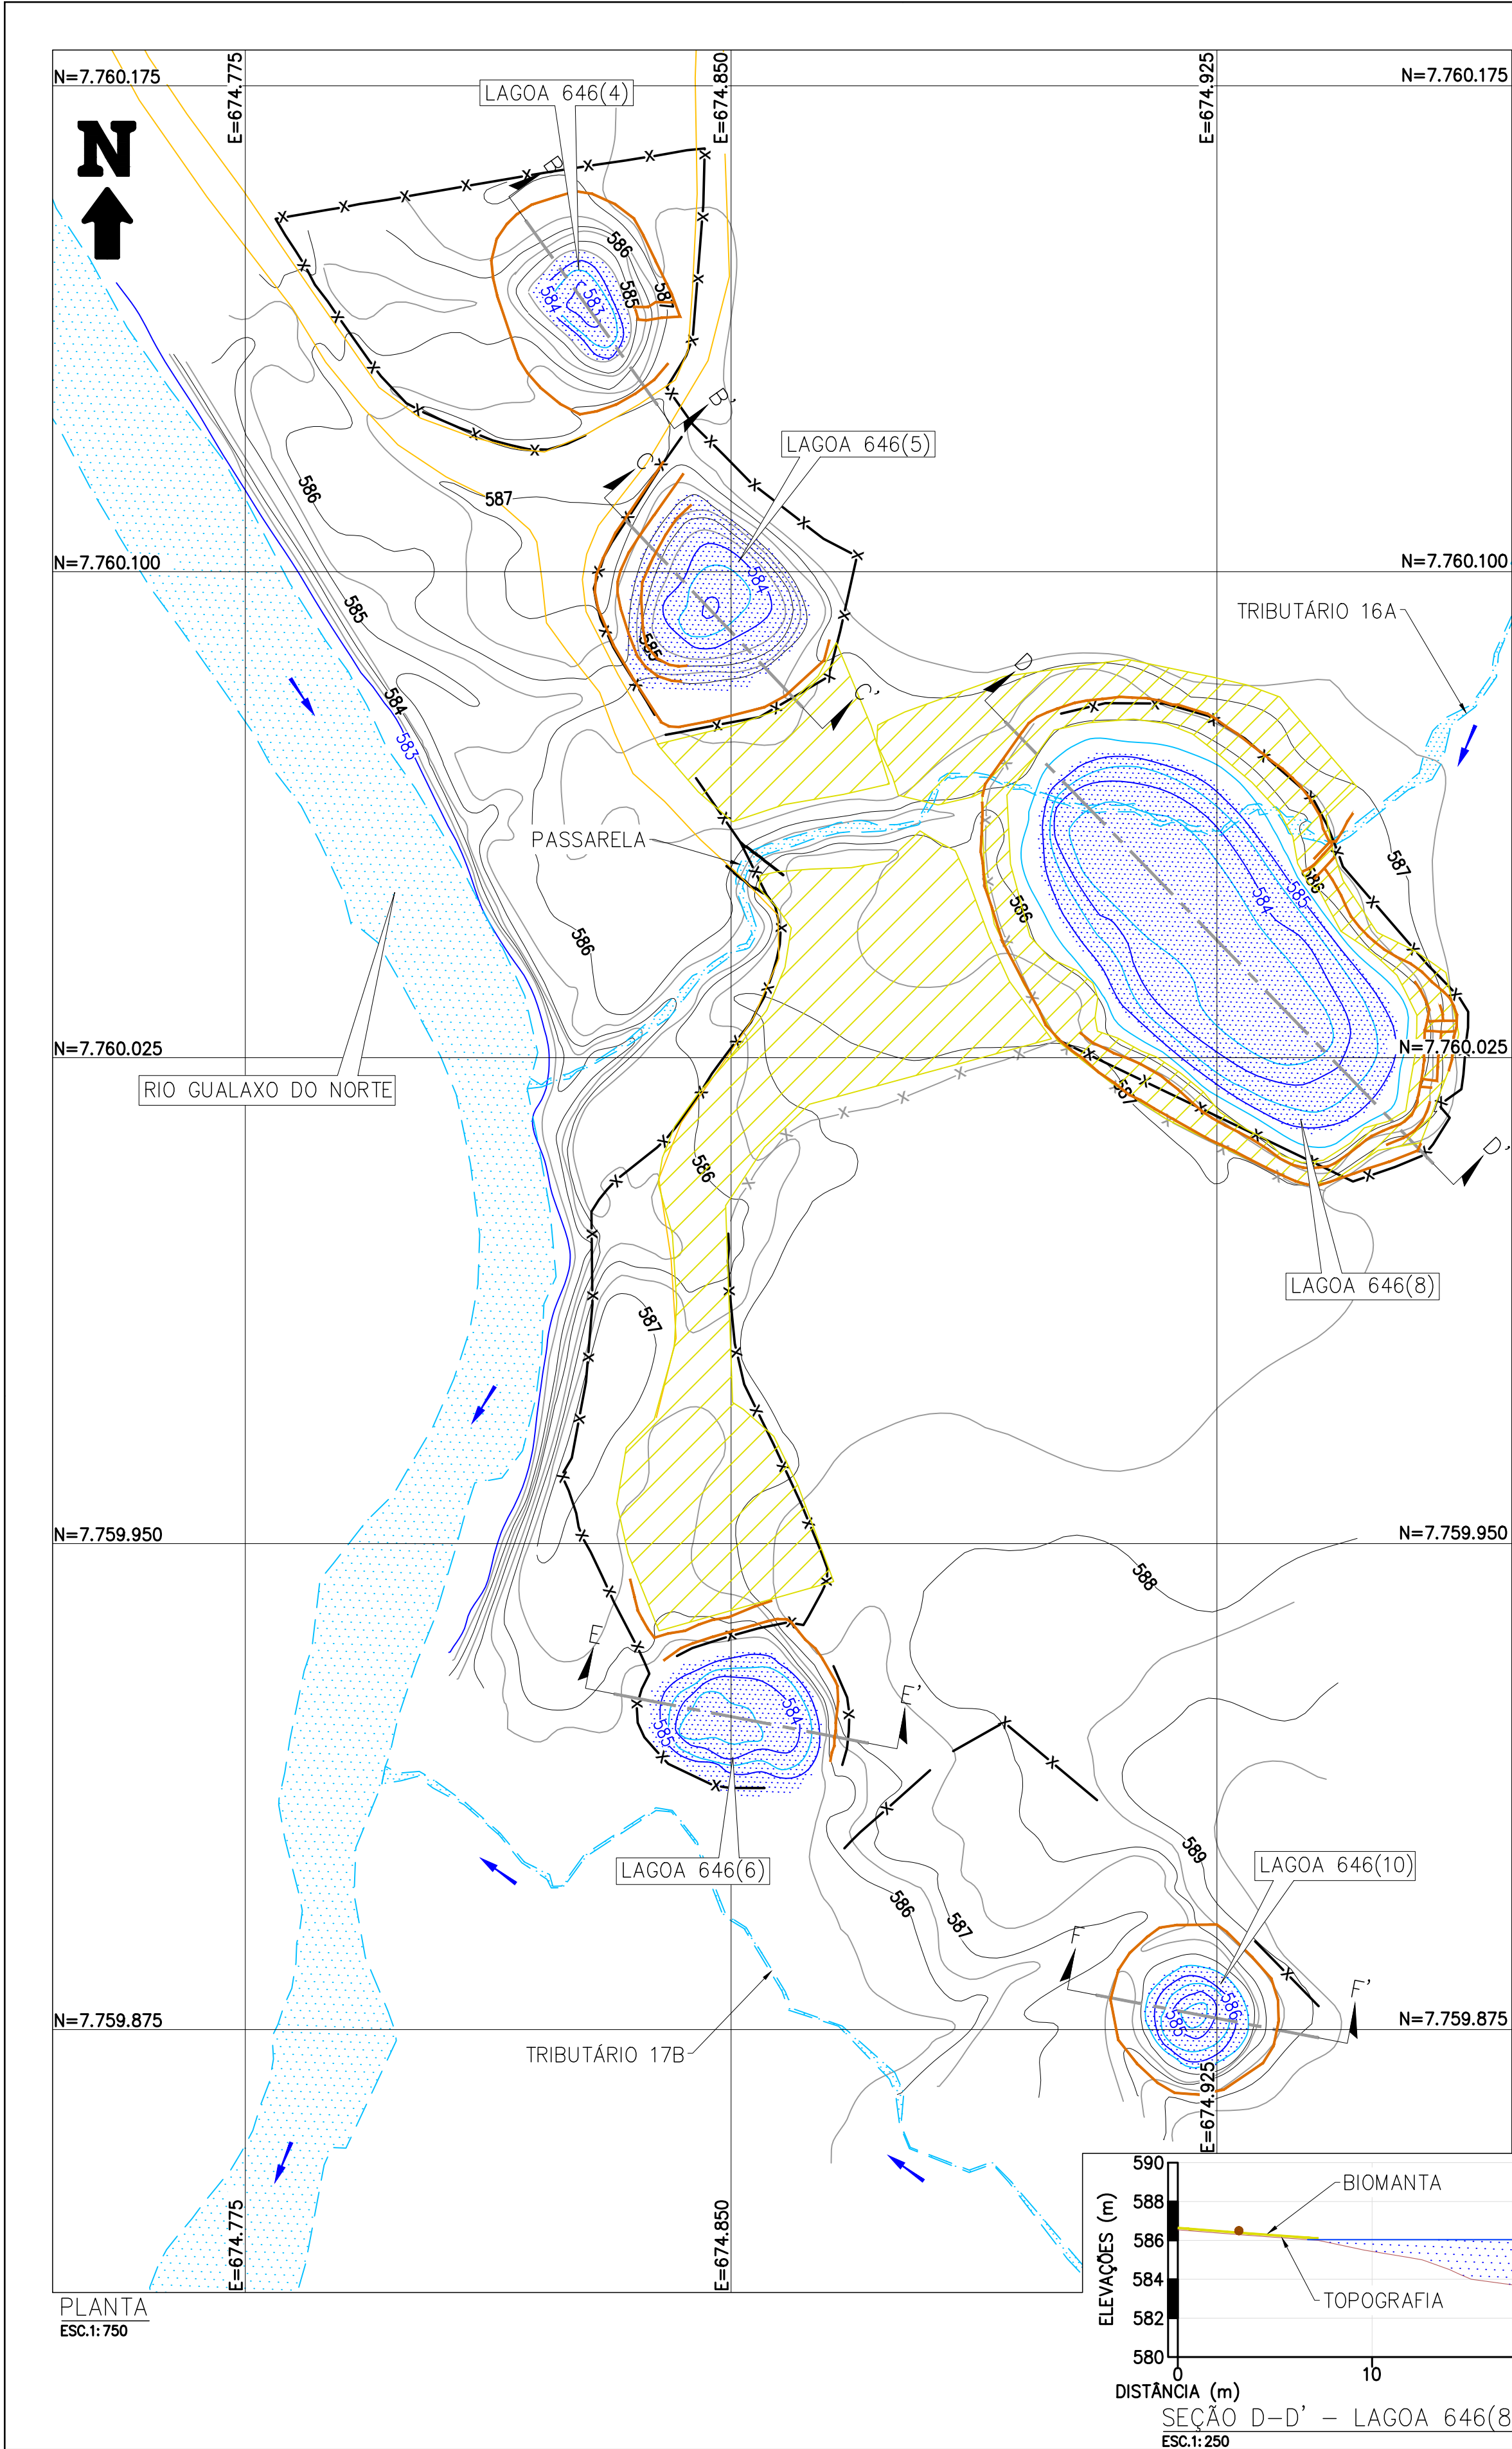 E=674.775
E=674.850
E=674.925
N=7.760.175
N=7.760.175
LAGOA 646(4)
N
B
586
585
587
584
583
B'
LAGOA 646(5)
C
586
587
N=7.760.100
N=7.760.100
584
585
TRIBUTÁRIO 16A
585
D
C'
584
583
PASSARELA
587
586
585
584
586
586
N=7.760.025
N=7.760.025
RIO GUALAXO DO NORTE
587
D'
586
LAGOA 646(8)
587
N=7.759.950
N=7.759.950
588
E
E'
584
585
589
LAGOA 646(6)
LAGOA 646(10)
586
587
F
F'
586
585
N=7.759.875
N=7.759.875
TRIBUTÁRIO 17B
E=674.925
E=674.775
E=674.850
590
588
586
584
582
580
ELEVAÇÕES (m)
BIOMANTA
TOPOGRAFIA
0
10
DISTÂNCIA (m)
SEÇÃO D-D' - LAGOA 646(8
ESC.1:250
PLANTA
ESC.1:750